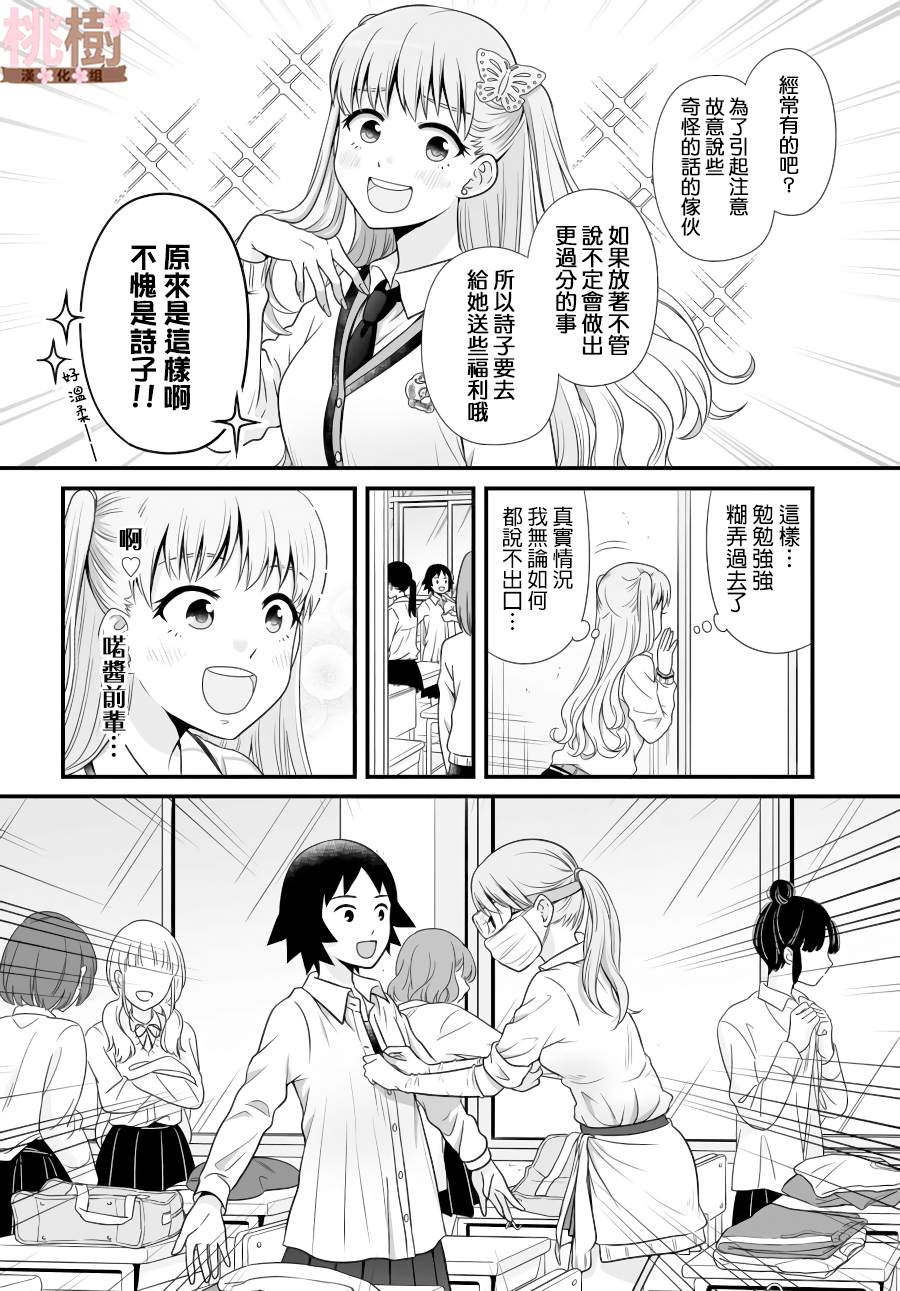 桃樹
漢化組
經常有的吧？
為了引起注意
故意說些
奇怪的話的傢伙
如果放著不管
說不定會做出
更過分的事
所以詩子要去
給她送些福利哦
原來是這樣啊
不愧是詩子!!
好溫柔—
這樣…
勉勉強強
糊弄過去了
真實情況
我無論如何
都說不出口…
啊♡
喏醬前輩…